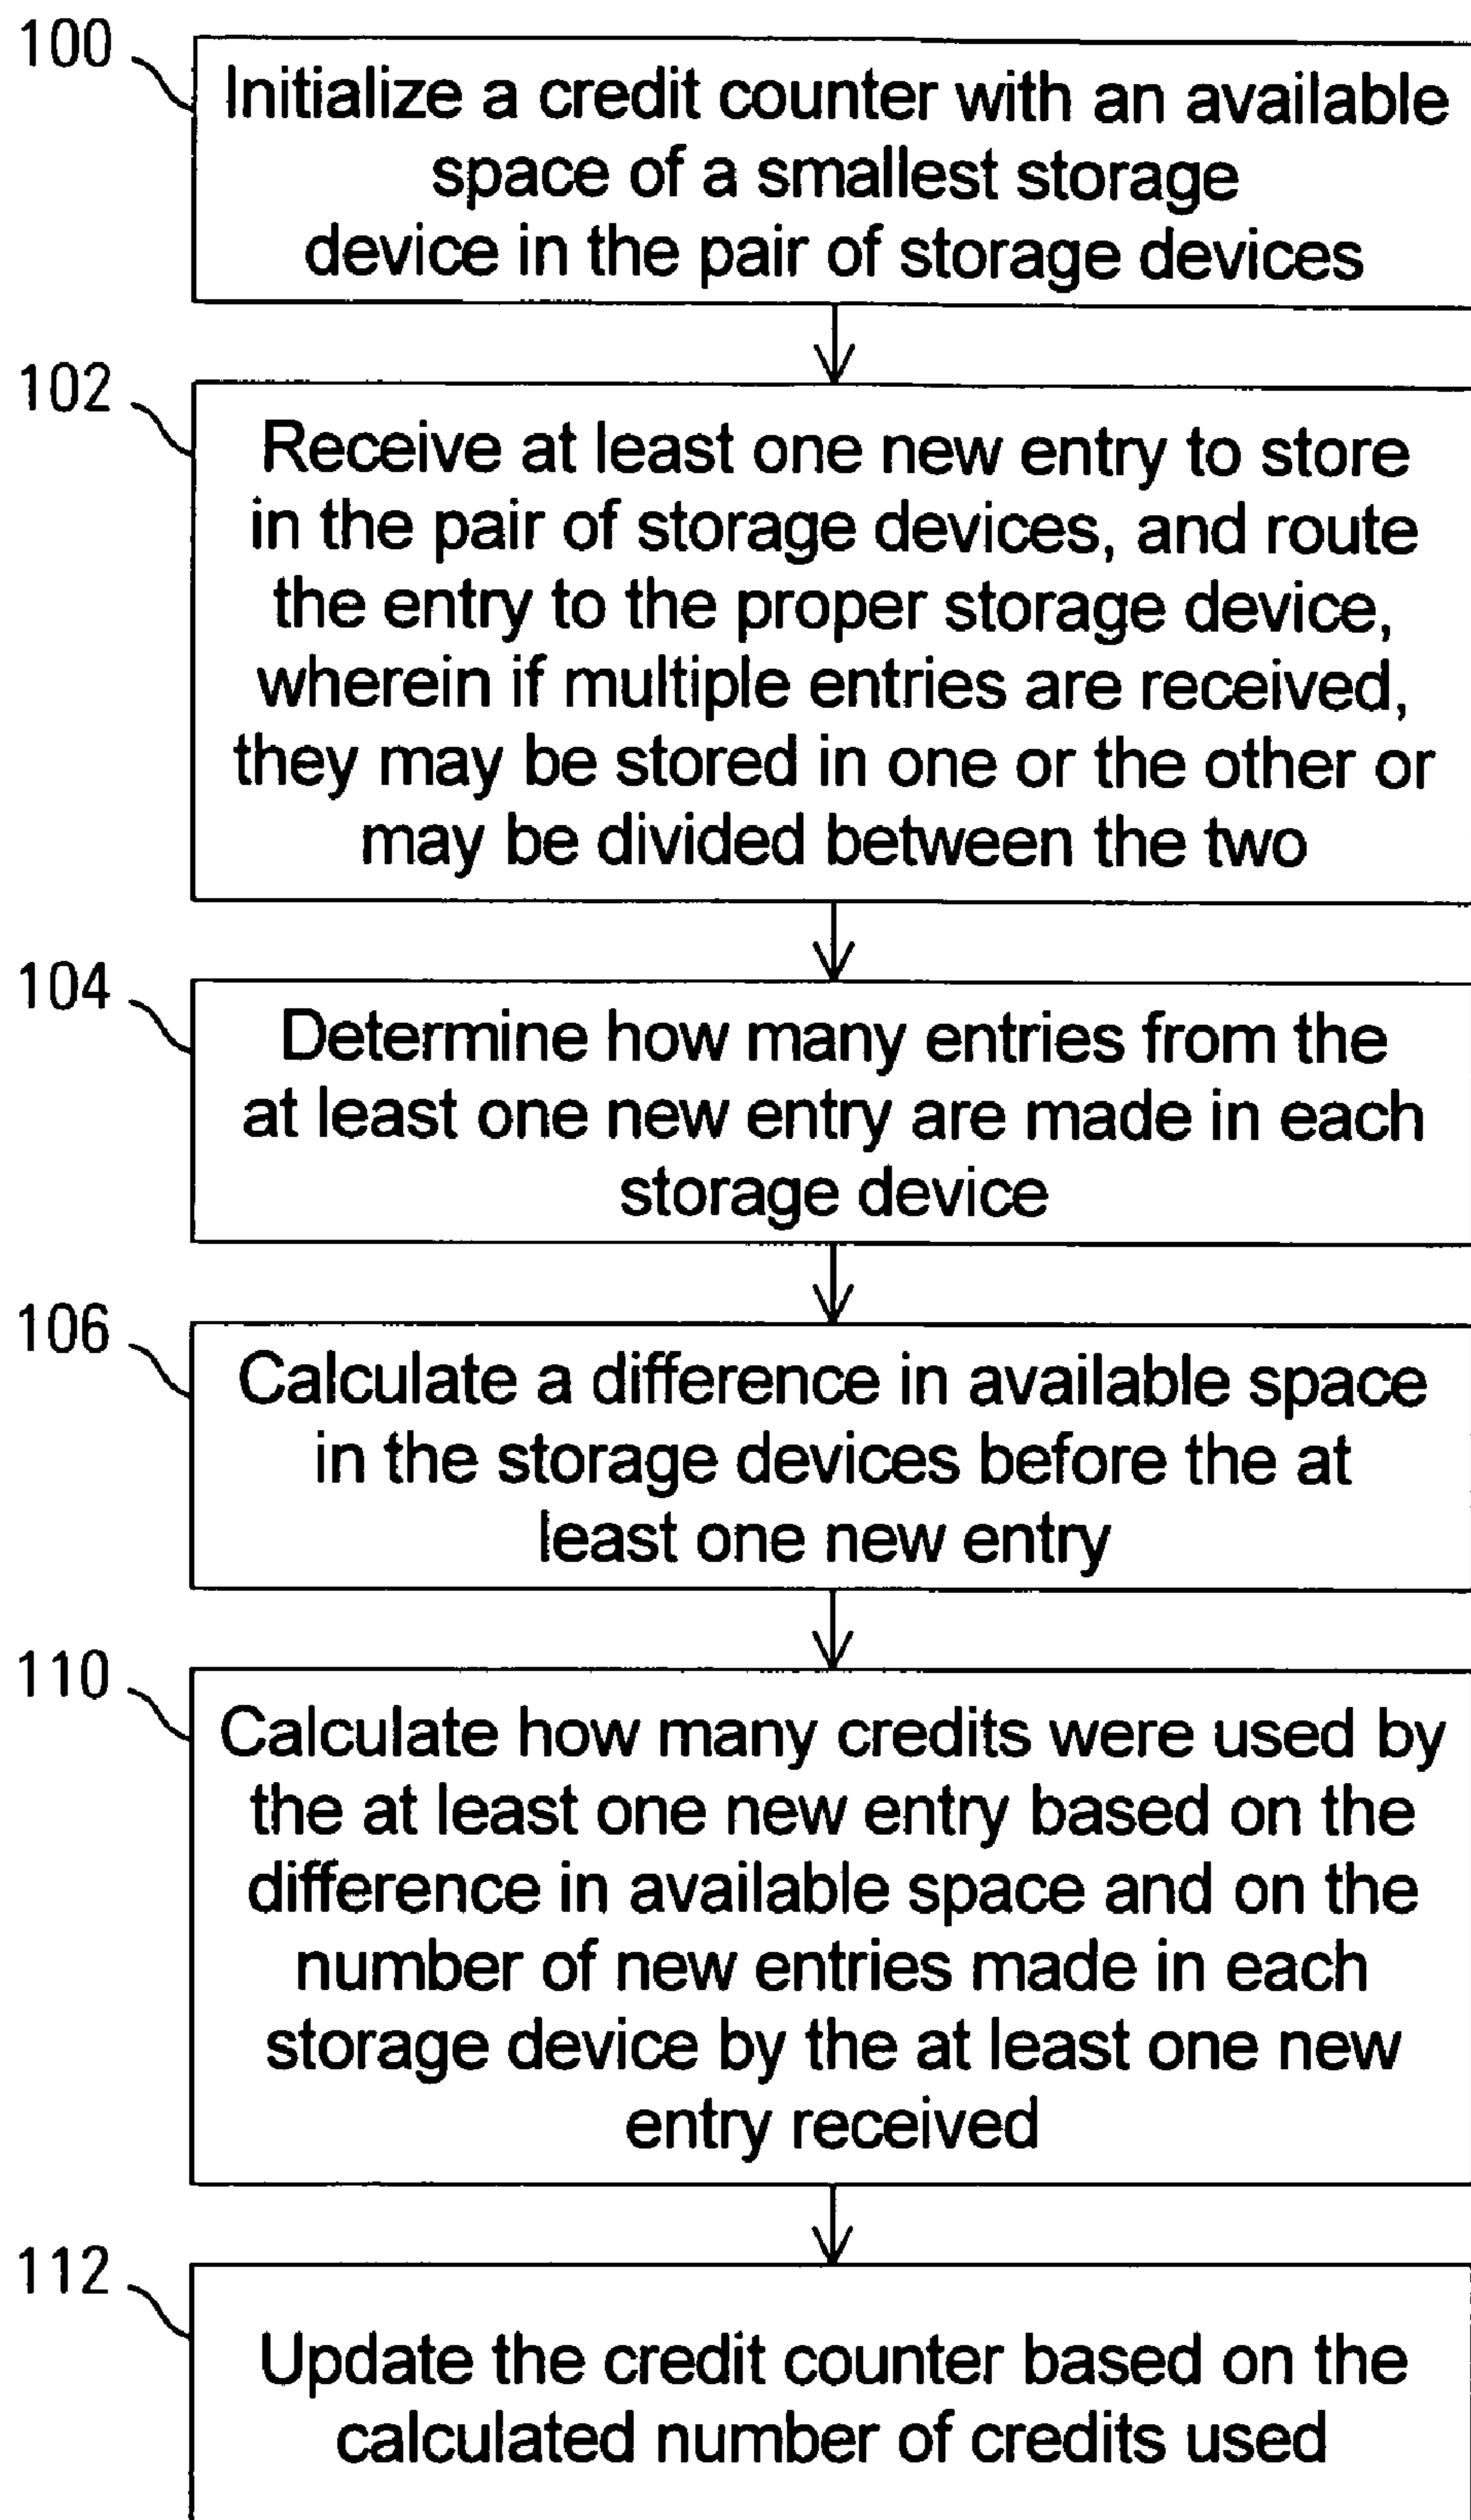 100
Initialize a credit counter with an available
space of a smallest storage
device in the pair of storage devices
102
Receive at least one new entry to store
in the pair of storage devices, and route
the entry to the proper storage device,
wherein if multiple entries are received,
they may be stored in one or the other or
may be divided between the two
104
Determine how many entries from the
at least one new entry are made in each
storage device
106
Calculate a difference in available space
in the storage devices before the at
least one new entry
110
Calculate how many credits were used by
the at least one new entry based on the
difference in available space and on the
number of new entries made in each
storage device by the at least one new
entry received
112
Update the credit counter based on the
calculated number of credits used